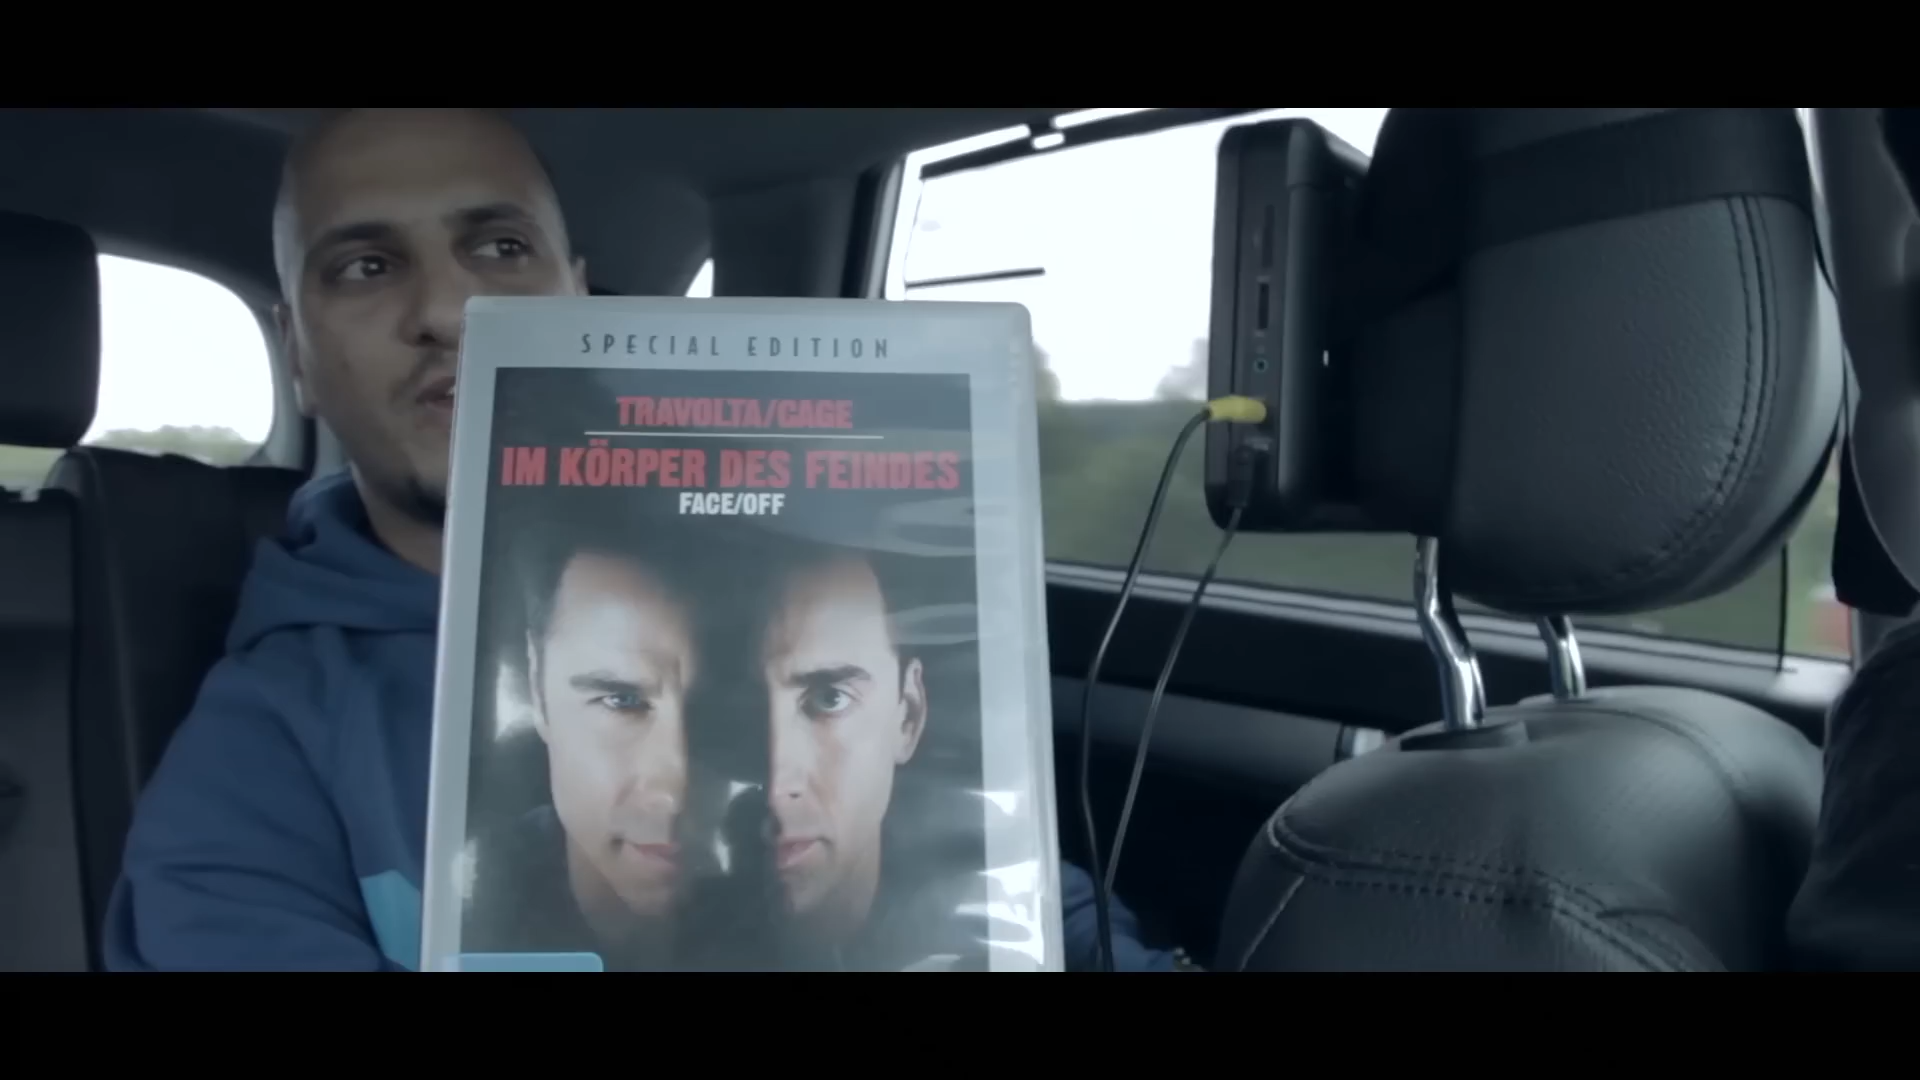 SPECIAL EDITION
TRAVOLTA/CAGE
IM KÖRPER DES FEINDES
FACE/OFF